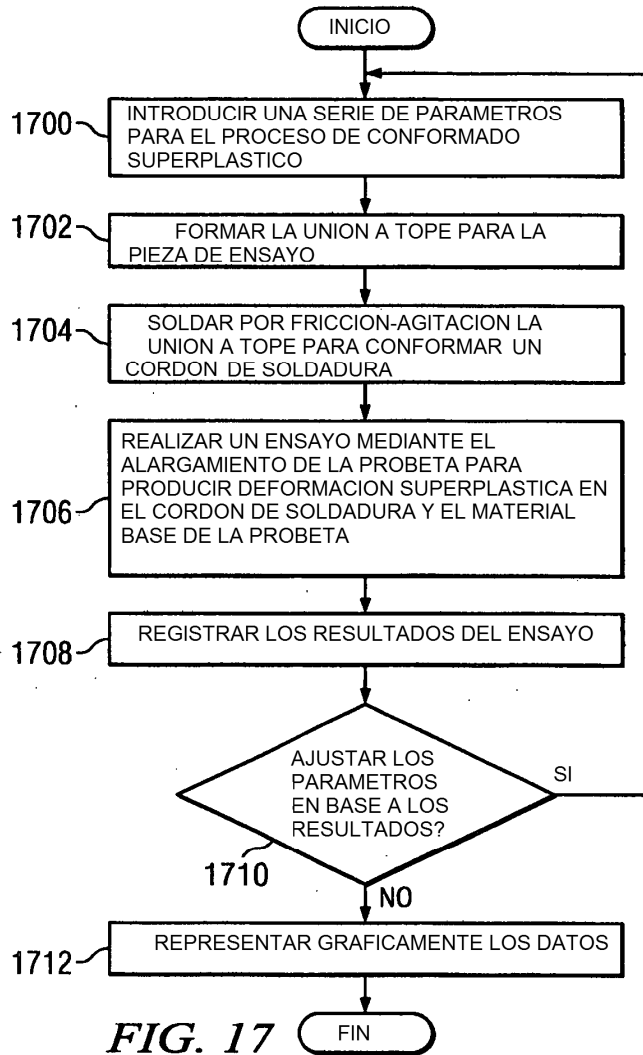 INICIO
1700
INTRODUCIR UNA SERIE DE PARAMETROS
PARA EL PROCESO DE CONFORMADO
SUPERPLASTICO
1702
FORMAR LA UNION A TOPE PARA LA
PIEZA DE ENSAYO
1704
SOLDAR POR FRICCION-AGITACION LA
UNION A TOPE PARA CONFORMAR UN
CORDON DE SOLDADURA
1706
REALIZAR UN ENSAYO MEDIANTE EL
ALARGAMIENTO DE LA PROBETA PARA
PRODUCIR DEFORMACION SUPERPLASTICA EN
EL CORDON DE SOLDADURA Y EL MATERIAL
BASE DE LA PROBETA
1708
REGISTRAR LOS RESULTADOS DEL ENSAYO
AJUSTAR LOS
PARAMETROS
EN BASE A LOS
RESULTADOS?
SI
1710
NO
1712
REPRESENTAR GRAFICAMENTE LOS DATOS
FIN
FIG. 17